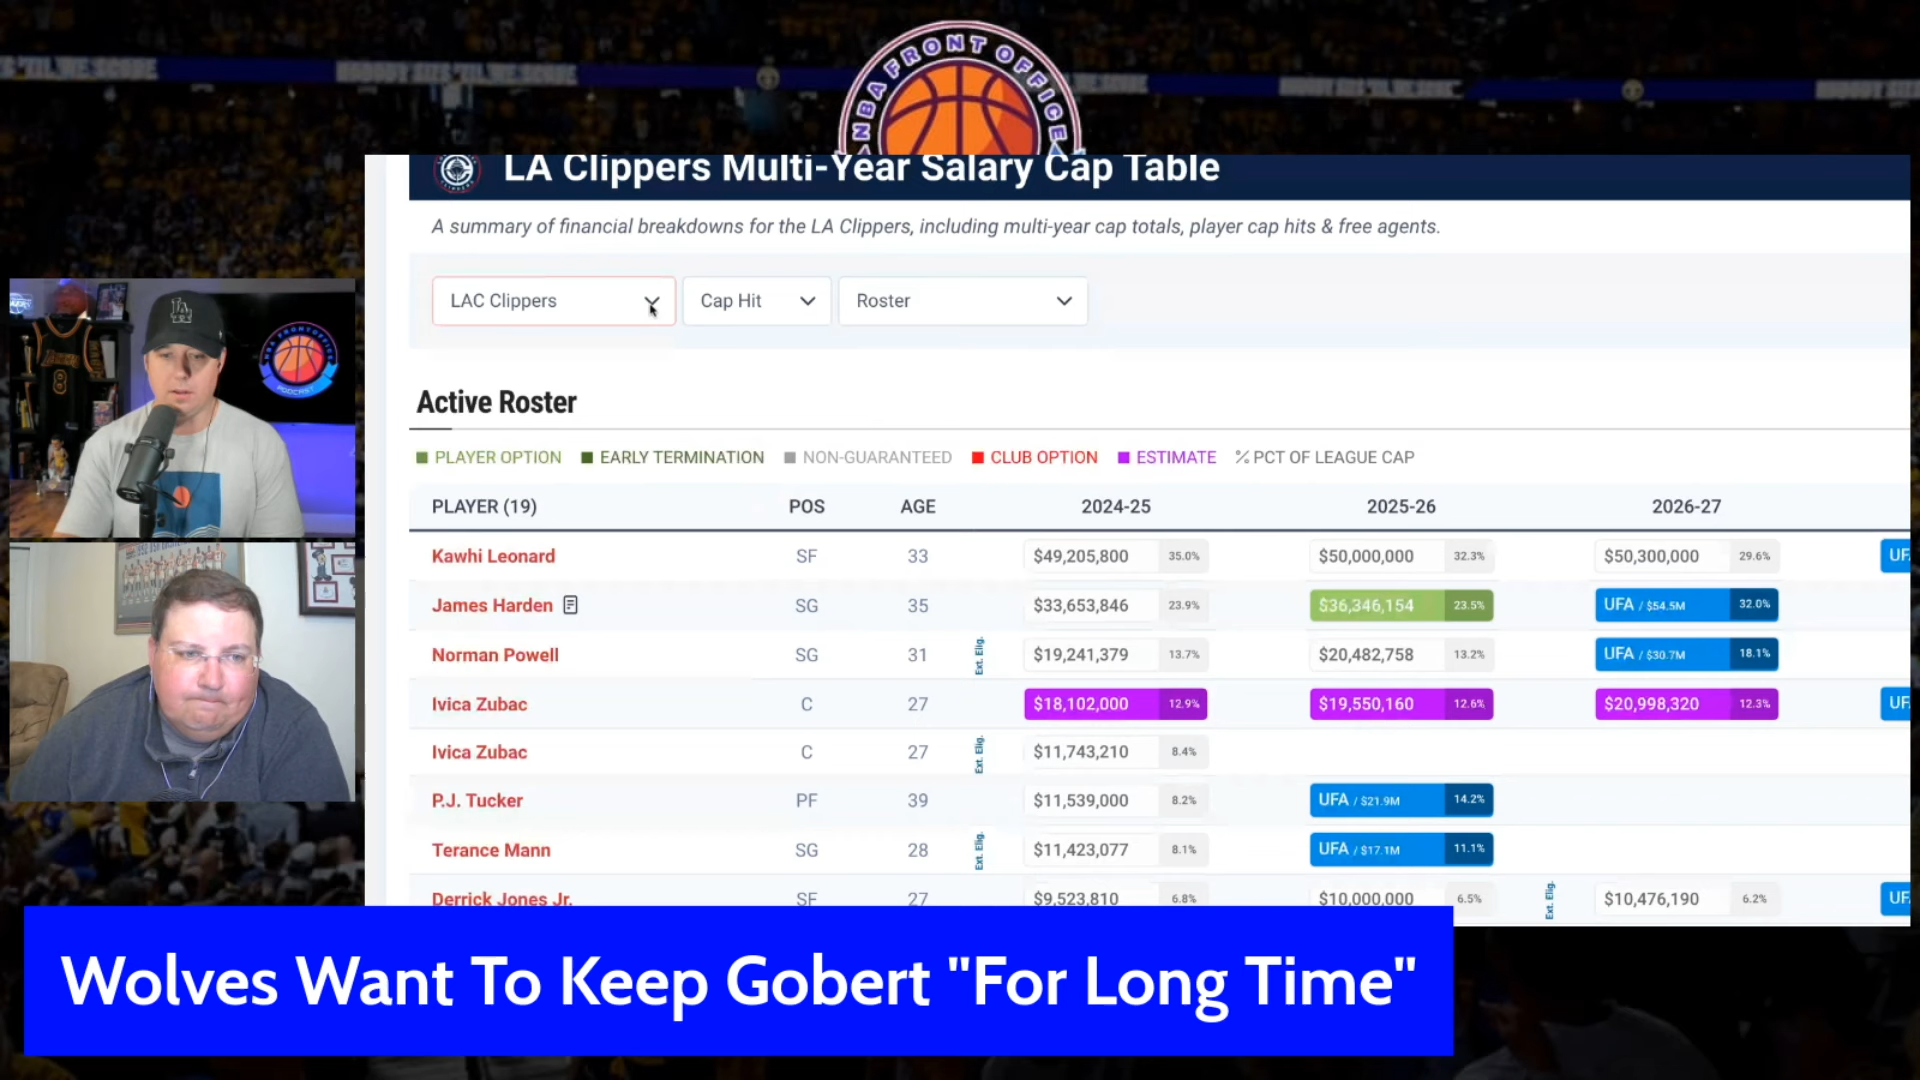 NBA FRONT OFFICE
LA Clippers Multi-Year Salary Cap Table
A summary of financial breakdowns for the LA Clippers, including multi-year cap totals, player cap hits & free agents.
LAC Clippers Cap Hit Roster
Active Roster
PLAYER OPTION EARLY TERMINATION NON-GUARANTEED CLUB OPTION ESTIMATE % PCT OF LEAGUE CAP
PLAYER (19) POS AGE 2024-25 2025-26 2026-27
Kawhi Leonard SF 33 $49,205,800 35.0% $50,000,000 32.3% $50,300,000 29.6% UF
James Harden SG 35 $33,653,846 23.9% $36,346,154 23.5% UFA / $54.5M 32.0%
Norman Powell SG 31 Ext. Elig. $19,241,379 13.7% $20,482,758 13.2% UFA / $30.7M 18.1%
Ivica Zubac C 27 $18,102,000 12.9% $19,550,160 12.6% $20,998,320 12.3% UF
Ivica Zubac C 27 Ext. Elig. $11,743,210 8.4%
P.J. Tucker PF 39 $11,539,000 8.2% UFA / $21.9M 14.2%
Terance Mann SG 28 Ext. Elig. $11,423,077 8.1% UFA / $17.1M 11.1%
Derrick Jones Jr. SF 27 $9,523,810 6.8% $10,000,000 6.5% Ext. Elig. $10,476,190 6.2% UF
LA
8
NBA FRONT OFFICE
PODCAST
Wolves Want To Keep Gobert "For Long Time"